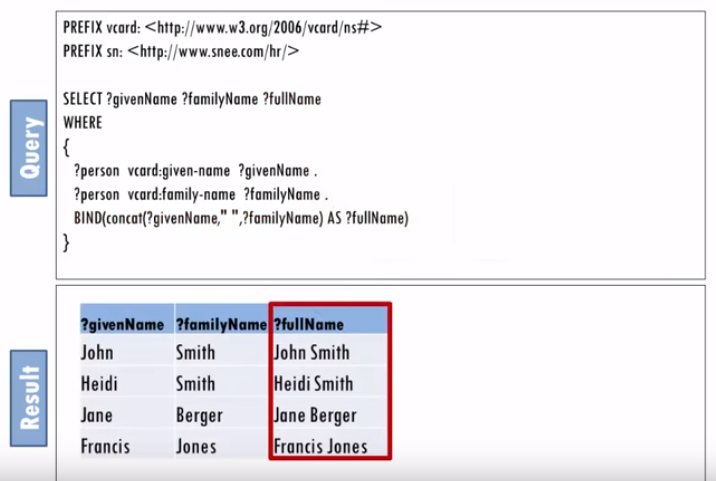 Query
PREFIX vcard: <http://www.w3.org/2006/vcard/ns#>
PREFIX sn: <http://www.snee.com/hr/>
SELECT ?givenName ?familyName ?fullName
WHERE
{
?person vcard:given-name ?givenName .
?person vcard:family-name ?familyName .
BIND(concat(?givenName," ",?familyName) AS ?fullName)
}
Result
?givenName ?familyName ?fullName
John Smith John Smith
Heidi Smith Heidi Smith
Jane Berger Jane Berger
Francis Jones Francis Jones